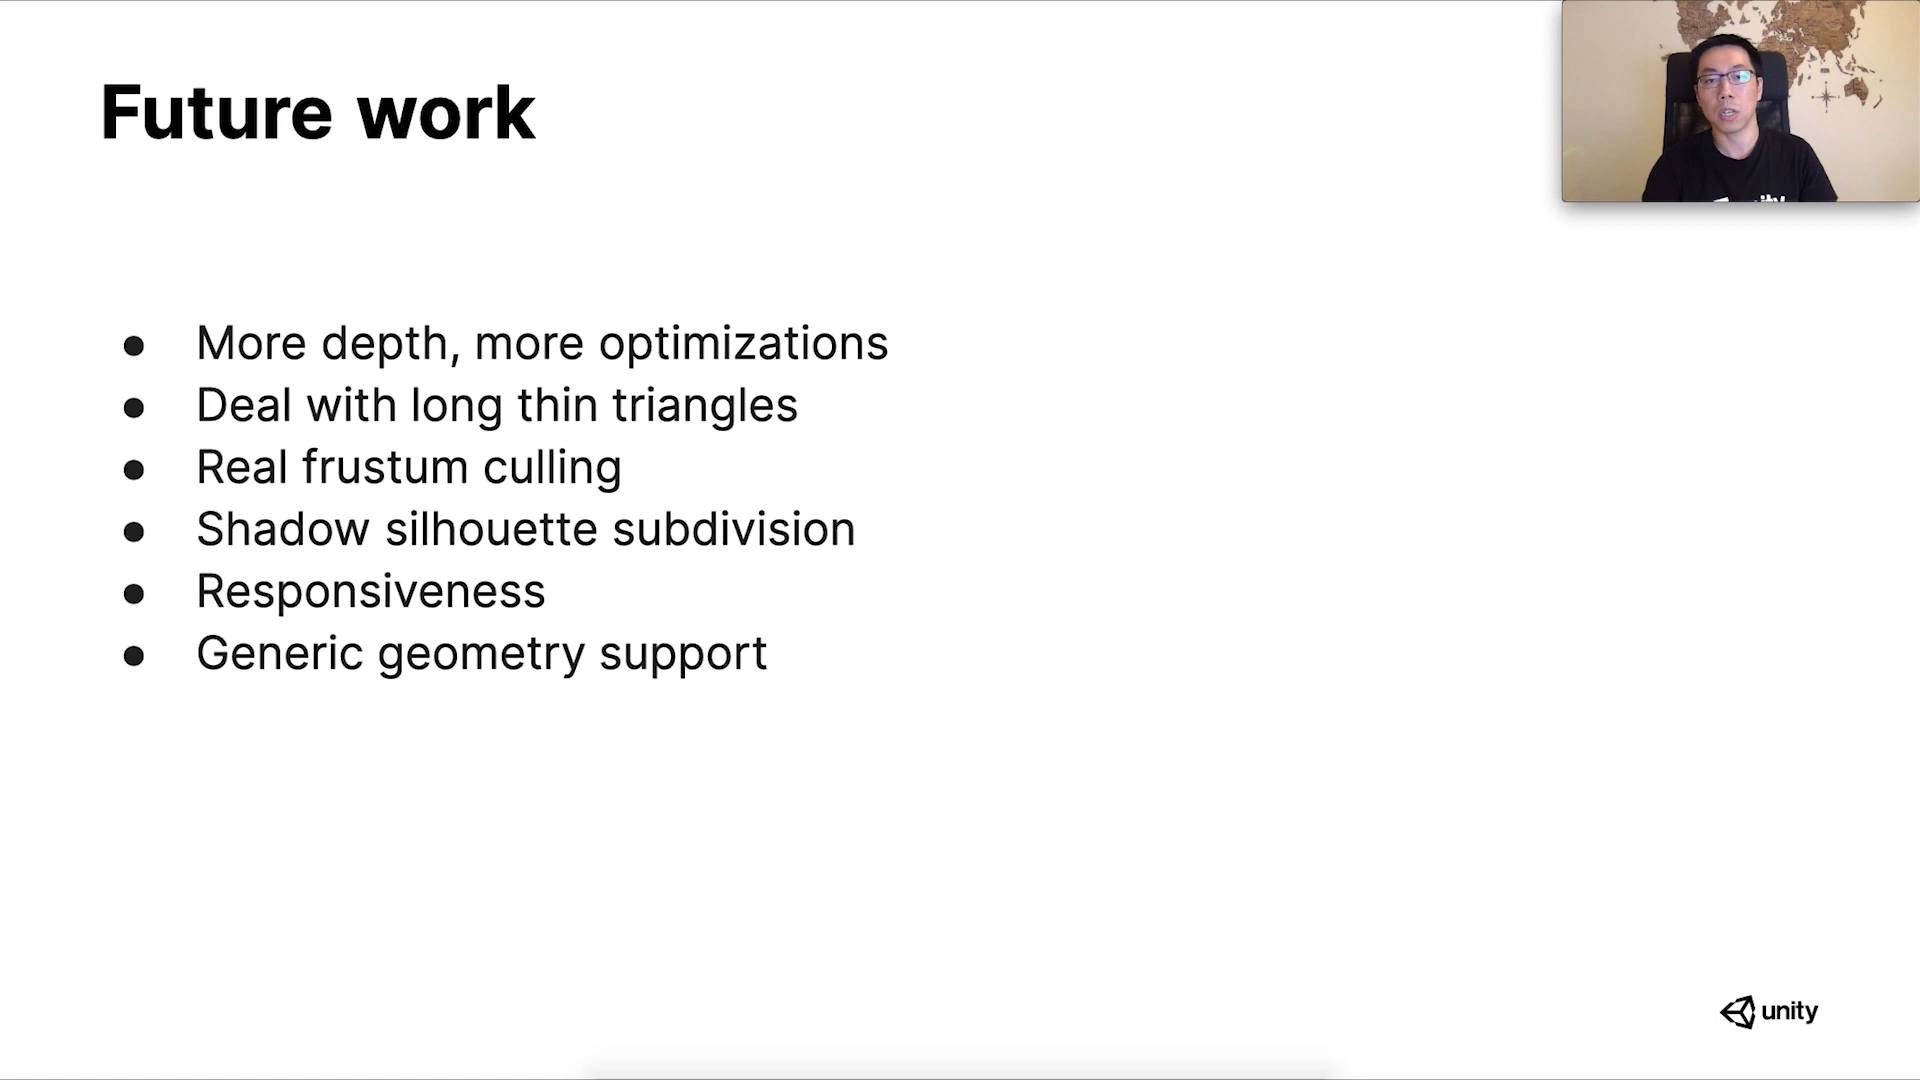 Future work
● More depth, more optimizations
● Deal with long thin triangles
● Real frustum culling
● Shadow silhouette subdivision
● Responsiveness
● Generic geometry support
unity